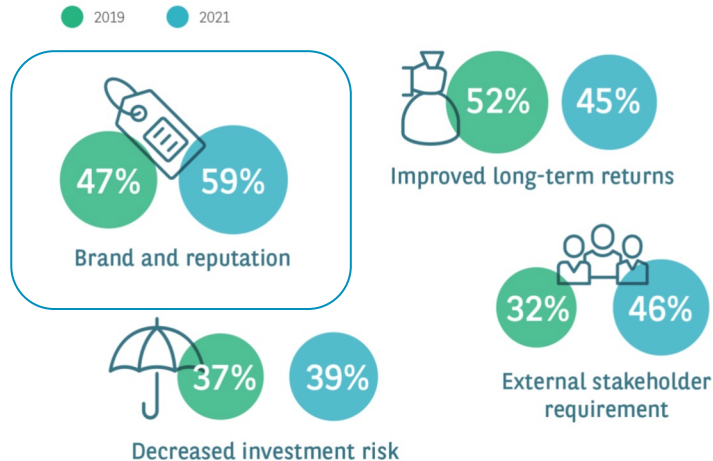 2019 2021
47% 59%
Brand and reputation
52% 45%
Improved long-term returns
32% 46%
External stakeholder
requirement
37% 39%
Decreased investment risk